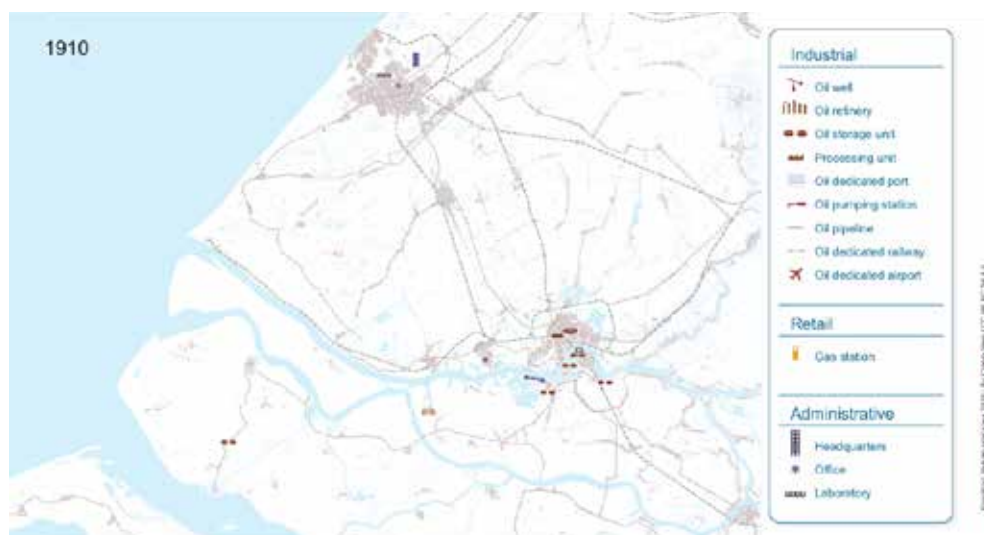 1910
Industrial
Oil well
Oil refinery
Oil storage unit
Processing unit
Oil dedicated port
Oil pumping station
Oil pipeline
Oil dedicated railway
Oil dedicated airport
Retail
Gas station
Administrative
Headquarters
Office
Laboratory